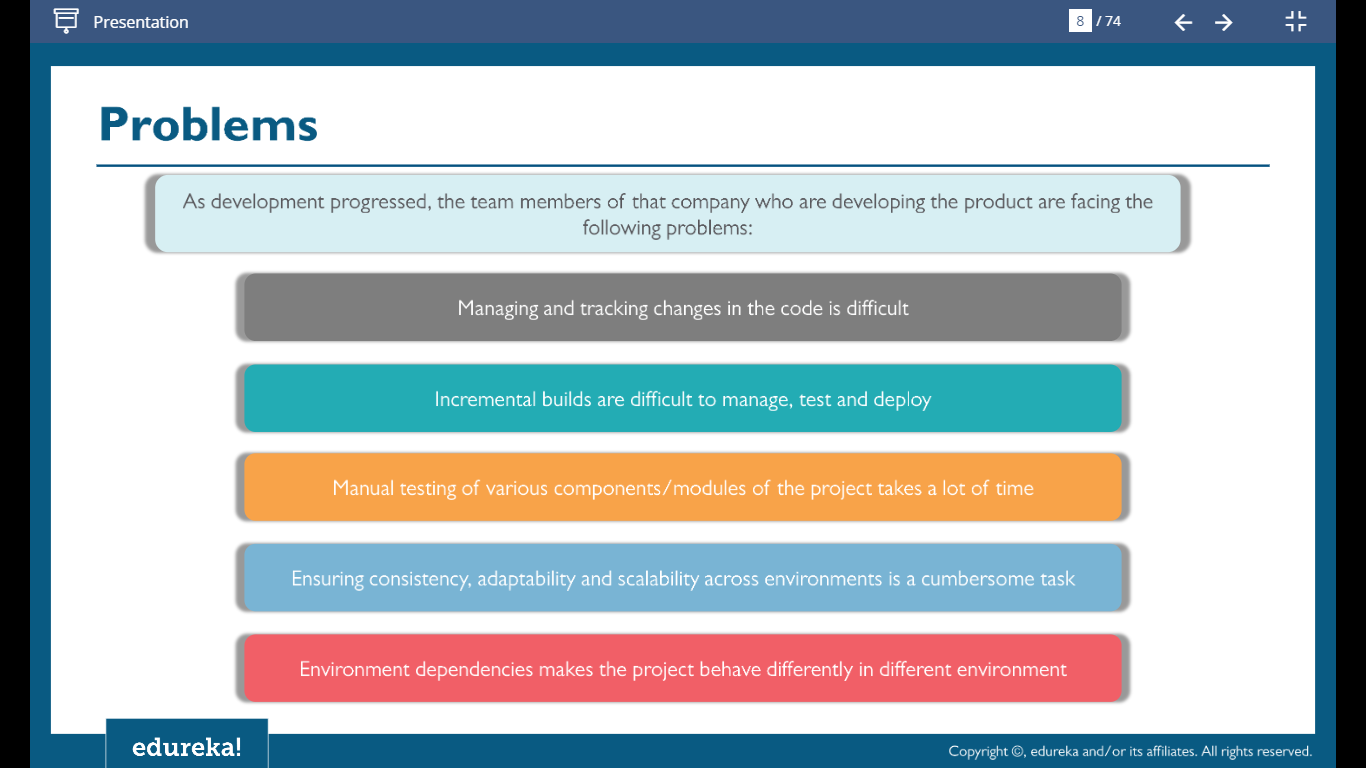 Presentation
8 / 74
Problems
As development progressed, the team members of that company who are developing the product are facing the
following problems:
Managing and tracking changes in the code is difficult
Incremental builds are difficult to manage, test and deploy
Manual testing of various components/modules of the project takes a lot of time
Ensuring consistency, adaptability and scalability across environments is a cumbersome task
Environment dependencies makes the project behave differently in different environment
edureka!
Copyright ©, edureka and/or its affiliates. All rights reserved.